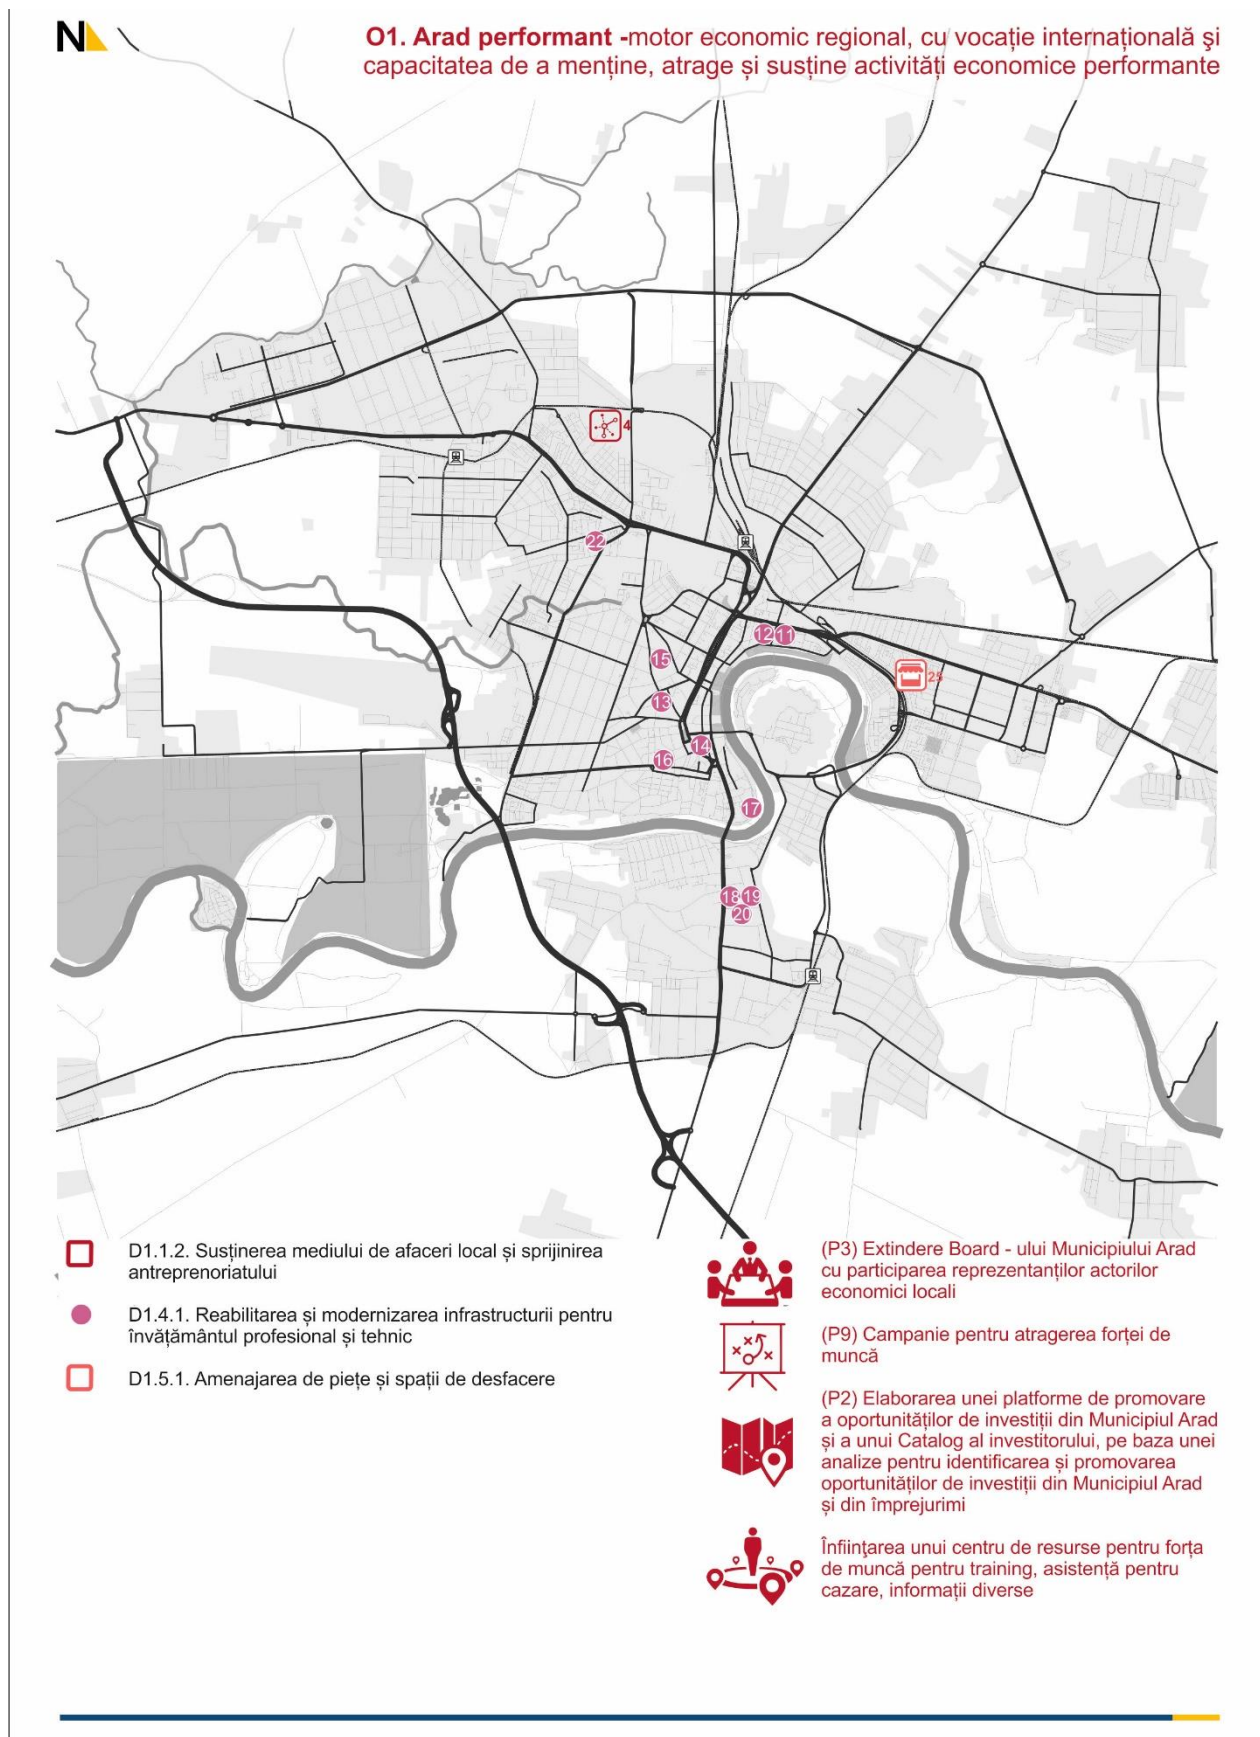 N
O1. Arad performant -motor economic regional, cu vocație internațională şi
capacitatea de a menține, atrage și susține activități economice performante
4
22
12
11
15
25
13
14
16
17
18
19
20
D1.1.2. Susținerea mediului de afaceri local și sprijinirea
antreprenoriatului
D1.4.1. Reabilitarea și modernizarea infrastructurii pentru
învățământul profesional și tehnic
D1.5.1. Amenajarea de piețe și spații de desfacere
(P3) Extindere Board - ului Municipiului Arad
cu participarea reprezentanților actorilor
economici locali
(P9) Campanie pentru atragerea forței de
muncă
(P2) Elaborarea unei platforme de promovare
a oportunităților de investiții din Municipiul Arad
și a unui Catalog al investitorului, pe baza unei
analize pentru identificarea și promovarea
oportunităților de investiții din Municipiul Arad
și din împrejurimi
Înfiinţarea unui centru de resurse pentru forța
de muncă pentru training, asistență pentru
cazare, informații diverse